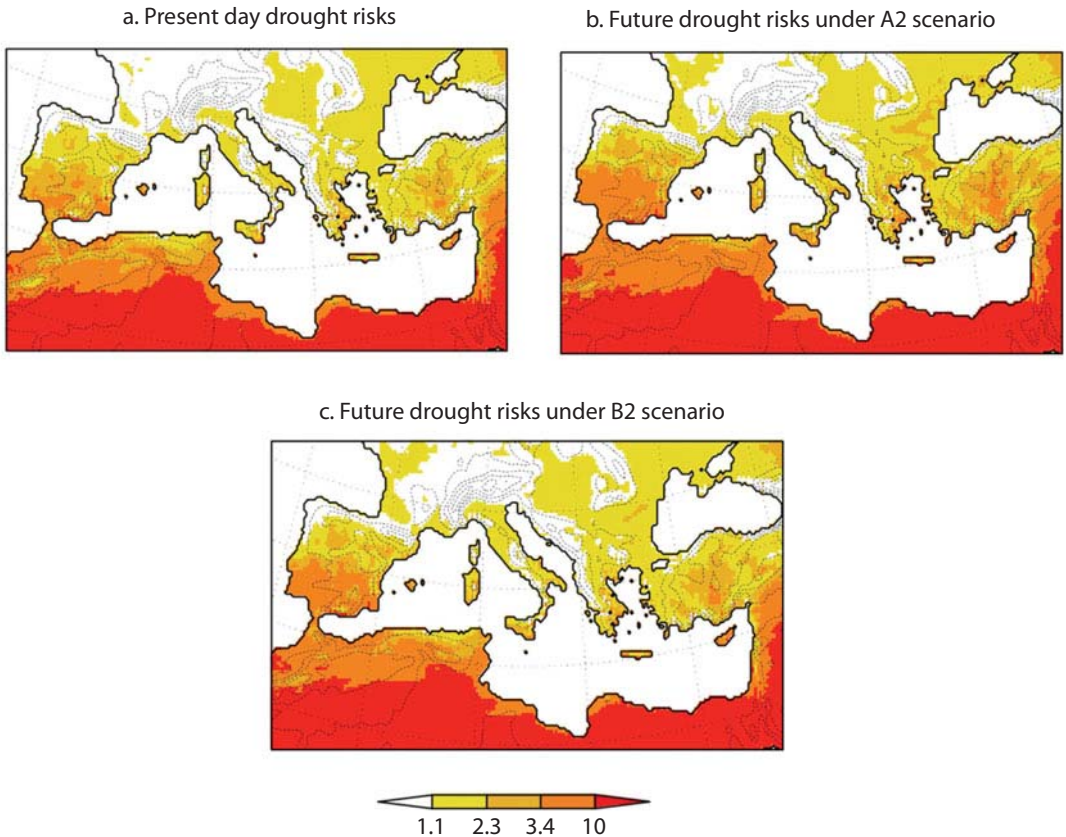 a. Present day drought risks
b. Future drought risks under A2 scenario
c. Future drought risks under B2 scenario
1.1 2.3 3.4 10